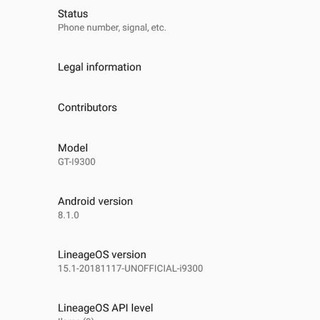 Status
Phone number, signal, etc.
Legal information
Contributors
Model
GT-I9300
Android version
8.1.0
LineageOS version
15.1-20181117-UNOFFICIAL-i9300
LineageOS API level